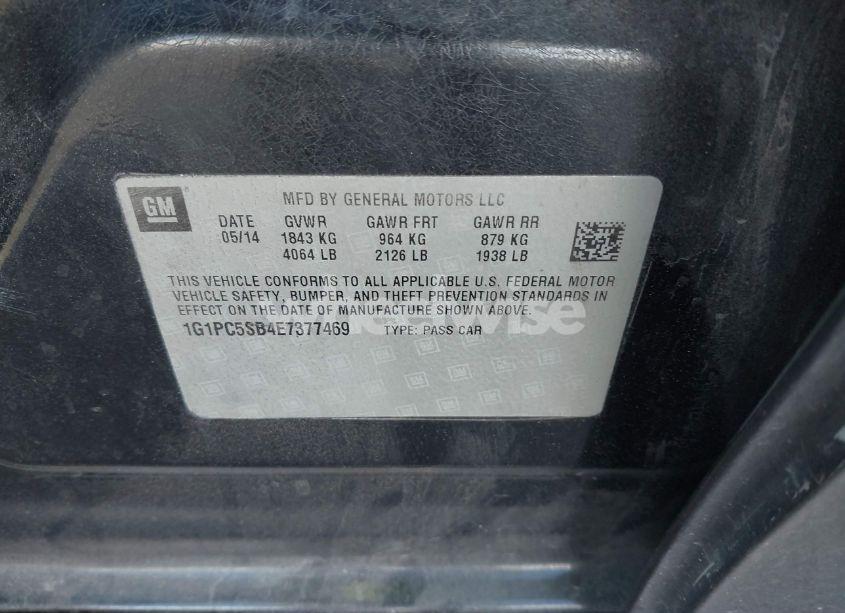 GM
MFD BY GENERAL MOTORS LLC
DATE GVWR GAWR FRT GAWR RR
05/14 1843 KG 964 KG 879 KG
4064 LB 2126 LB 1938 LB
THIS VEHICLE CONFORMS TO ALL APPLICABLE U.S. FEDERAL MOTOR
VEHICLE SAFETY, BUMPER, AND THEFT PREVENTION STANDARDS IN
EFFECT ON THE DATE OF MANUFACTURE SHOWN ABOVE.
1G1PC5SB4E7377469 TYPE: PASS CAR